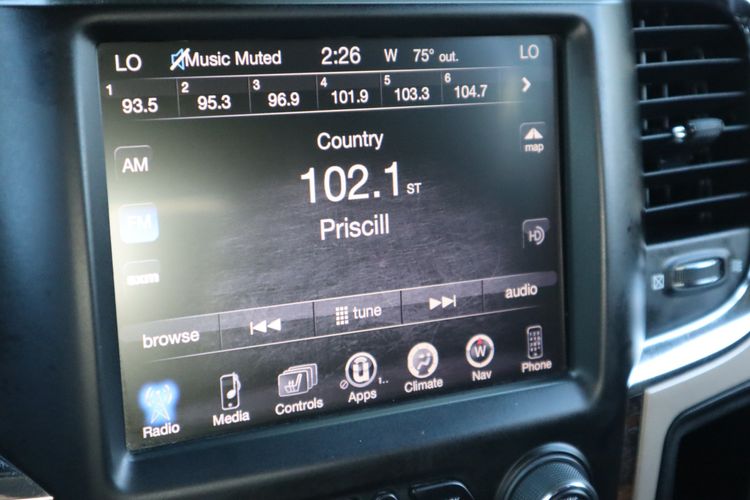 LO Music Muted 2:26 W 75° out. LO
1 93.5 2 95.3 3 96.9 4 101.9 5 103.3 6 104.7
Country
AM map
102.1 ST
FM Priscill HD
sxm
browse tune audio
Radio Media Controls Apps 1.. Climate W Nav Phone